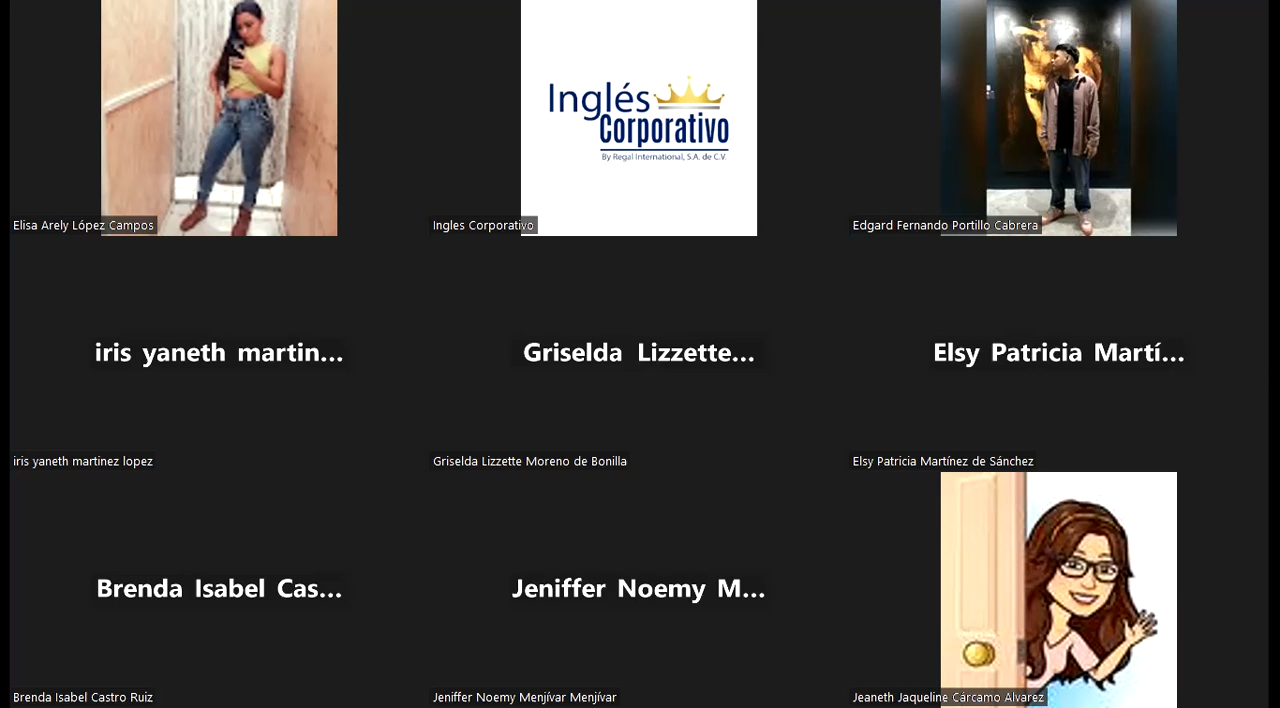 Inglés
Corporativo
By Regal International, S.A. de C.V.
Elisa Arely López Campos
Ingles Corporativo
Edgard Fernando Portillo Cabrera
iris yaneth martin...
Griselda Lizzette...
Elsy Patricia Martí...
iris yaneth martinez lopez
Griselda Lizzette Moreno de Bonilla
Elsy Patricia Martínez de Sánchez
Brenda Isabel Cas...
Jeniffer Noemy M...
Brenda Isabel Castro Ruiz
Jeniffer Noemy Menjívar Menjívar
Jeaneth Jaqueline Cárcamo Alvarez